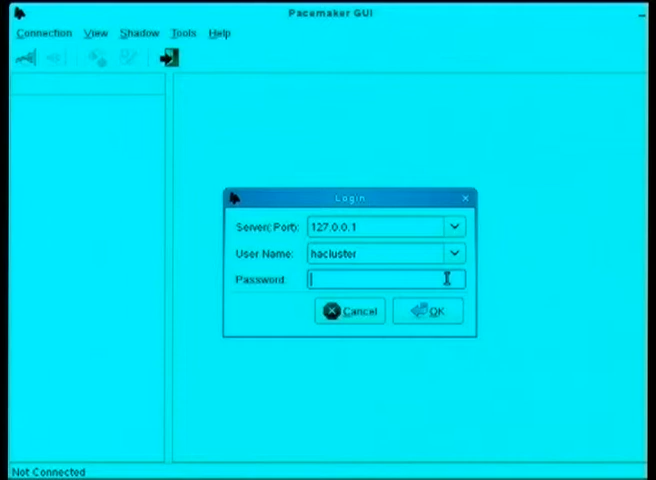 Pacemaker GUI
Connection View Shadow Tools Help
Login
Server(:Port): 127.0.0.1
User Name: hacluster
Password:
Cancel OK
Not Connected